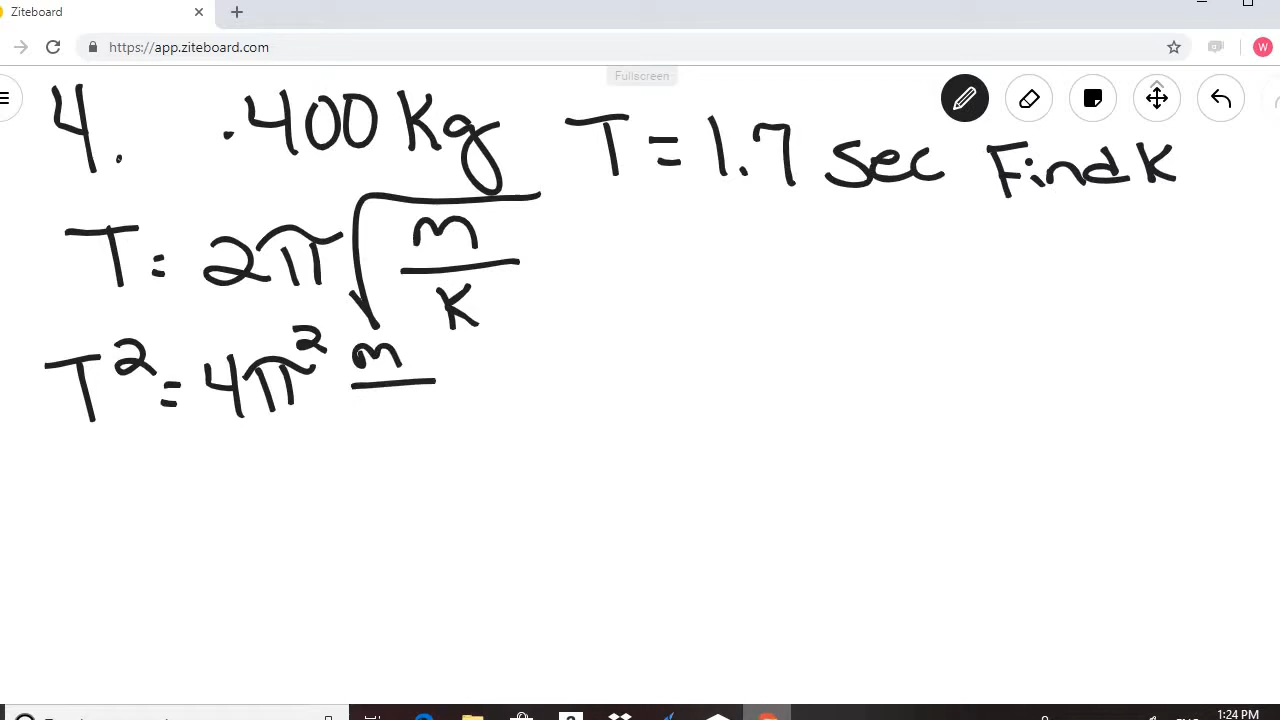 Ziteboard
https://app.ziteboard.com
W
Fullscreen
4. .400 Kg T = 1.7 sec Find K
T = 2π√(m/K)
T² = 4π² m
1:24 PM